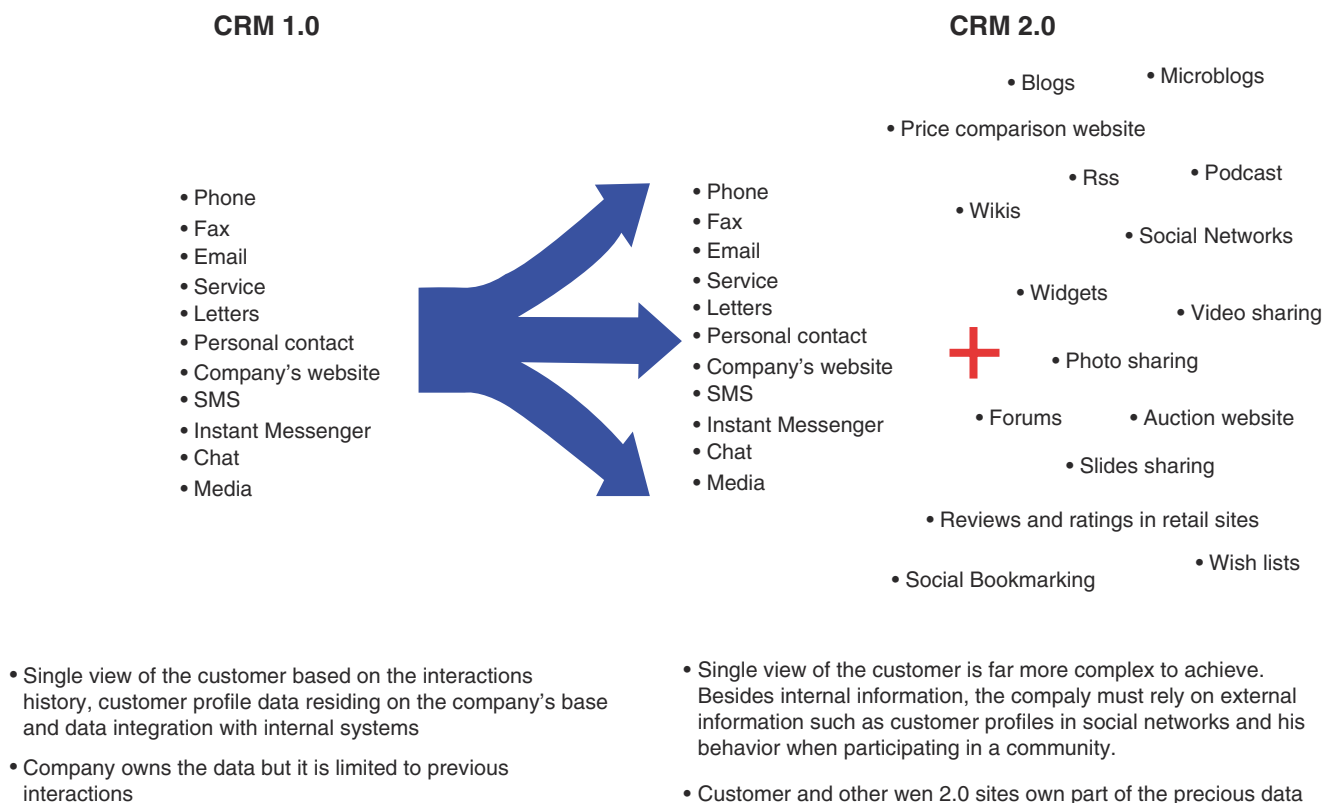 CRM 1.0
• Phone
• Fax
• Email
• Service
• Letters
• Personal contact
• Company's website
• SMS
• Instant Messenger
• Chat
• Media
• Single view of the customer based on the interactions
history, customer profile data residing on the company's base
and data integration with internal systems
• Company owns the data but it is limited to previous
interactions
CRM 2.0
• Phone
• Fax
• Email
• Service
• Letters
• Personal contact
• Company's website
• SMS
• Instant Messenger
• Chat
• Media
+
• Blogs
• Microblogs
• Price comparison website
• Rss
• Podcast
• Wikis
• Social Networks
• Widgets
• Video sharing
• Photo sharing
• Forums
• Auction website
• Slides sharing
• Reviews and ratings in retail sites
• Wish lists
• Social Bookmarking
• Single view of the customer is far more complex to achieve.
Besides internal information, the compaly must rely on external
information such as customer profiles in social networks and his
behavior when participating in a community.
• Customer and other wen 2.0 sites own part of the precious data